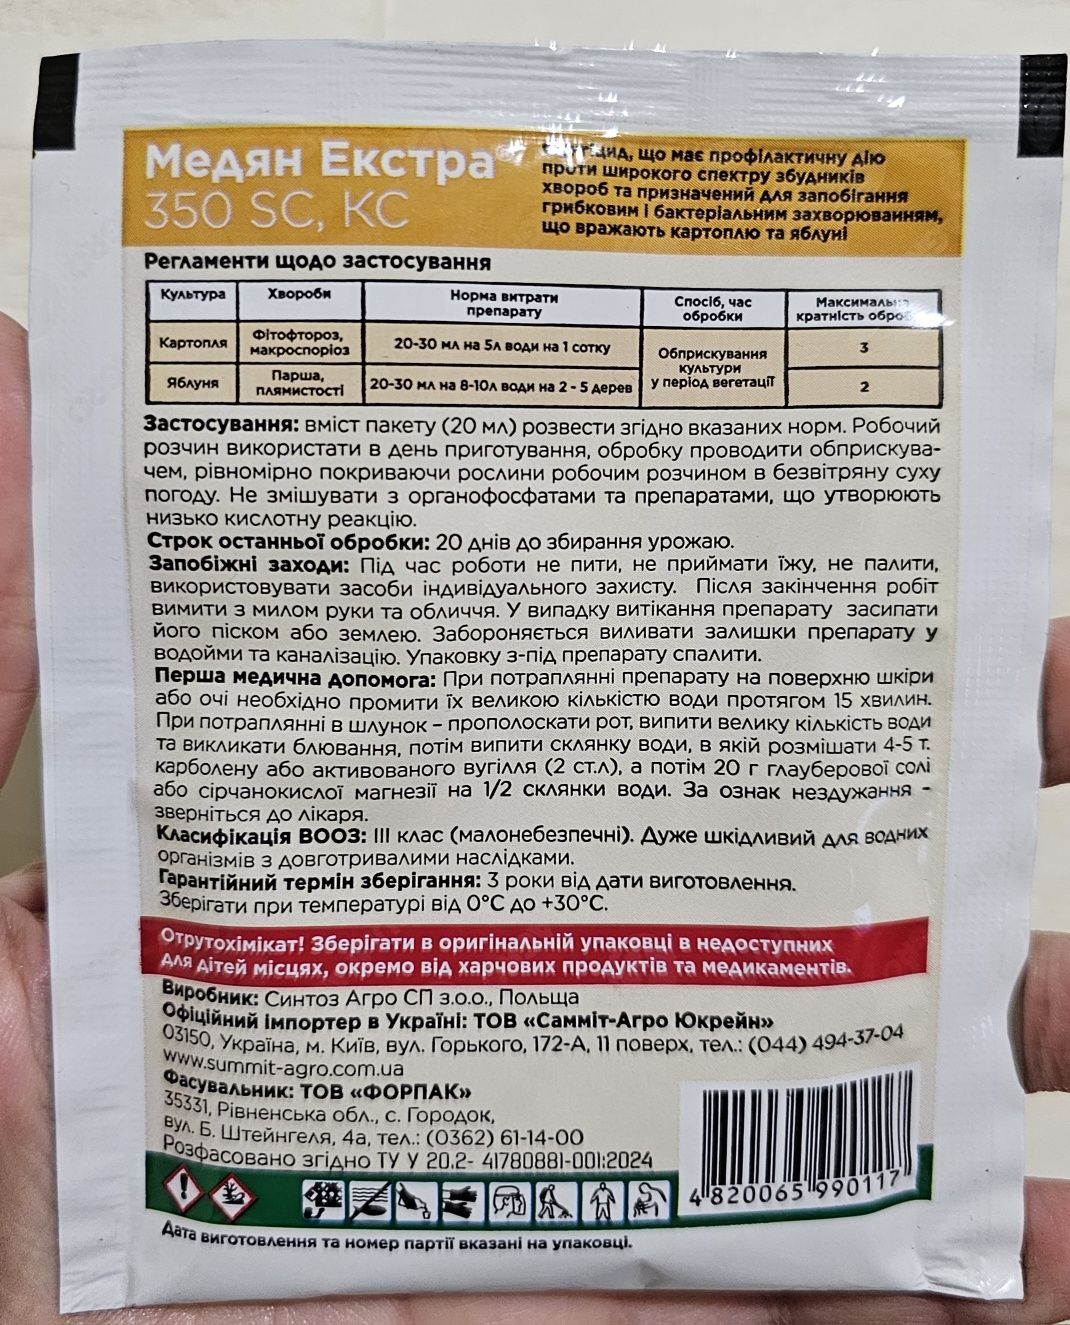 Медян Екстра®
350 SC, КС
що має профілактичну дію
проти широкого спектру збудників
хвороб та призначений для запобігання
грибковим і бактеріальним захворюванням,
що вражають картоплю та яблуні
Регламенти щодо застосування
Культура Хвороби Норма витрати препарату Спосіб, час обробки Максимальна кратність
Картопля Фітофтороз, макроспоріоз 20-30 мл на 5л води на 1 сотку Обприскування культури у період вегетації 3
Яблуня Парша, плямистості 20-30 мл на 8-10л води на 2 - 5 дерев 2
Застосування: вміст пакету (20 мл) розвести згідно вказаних норм. Робочий
розчин використати в день приготування, обробку проводити обприскува-
чем, рівномірно покриваючи рослини робочим розчином в безвітряну суху
погоду. Не змішувати з органофосфатами та препаратами, що утворюють
низько кислотну реакцію.
Строк останньої обробки: 20 днів до збирання урожаю.
Запобіжні заходи: Під час роботи не пити, не приймати їжу, не палити,
використовувати засоби індивідуального захисту. Після закінчення робіт
вимити з милом руки та обличчя. У випадку витікання препарату засипати
його піском або землею. Забороняється виливати залишки препарату у
водойми та каналізацію. Упаковку з-під препарату спалити.
Перша медична допомога: При потраплянні препарату на поверхню шкіри
або очі необхідно промити їх великою кількістю води протягом 15 хвилин.
При потраплянні в шлунок – прополоскати рот, випити велику кількість води
та викликати блювання, потім випити склянку води, в якій розмішати 4-5 т.
карболену або активованого вугілля (2 ст.л), а потім 20 г глауберової солі
або сірчанокислої магнезії на 1/2 склянки води. За ознак нездужання –
зверніться до лікаря.
Класифікація ВООЗ: III клас (малонебезпечні). Дуже шкідливий для водних
організмів з довготривалими наслідками.
Гарантійний термін зберігання: 3 роки від дати виготовлення.
Зберігати при температурі від 0°С до +30°С.
Отрутохімікат! Зберігати в оригінальній упаковці в недоступних
для дітей місцях, окремо від харчових продуктів та медикаментів.
Виробник: Синтоз Агро СП з.о.о., Польща
Офіційний імпортер в Україні: ТОВ «Самміт-Агро Юкрейн»
03150, Україна, м. Київ, вул. Горького, 172-А, 11 поверх, тел.: (044) 494-37-04
www.summit-agro.com.ua
Фасувальник: ТОВ «ФОРПАК»
35331, Рівненська обл., с. Городок,
вул. Б. Штейнгеля, 4а, тел.: (0362) 61-14-00
Розфасовано згідно ТУ У 20.2- 41780881-001:2024
4 820065 990117
Дата виготовлення та номер партії вказані на упаковці.